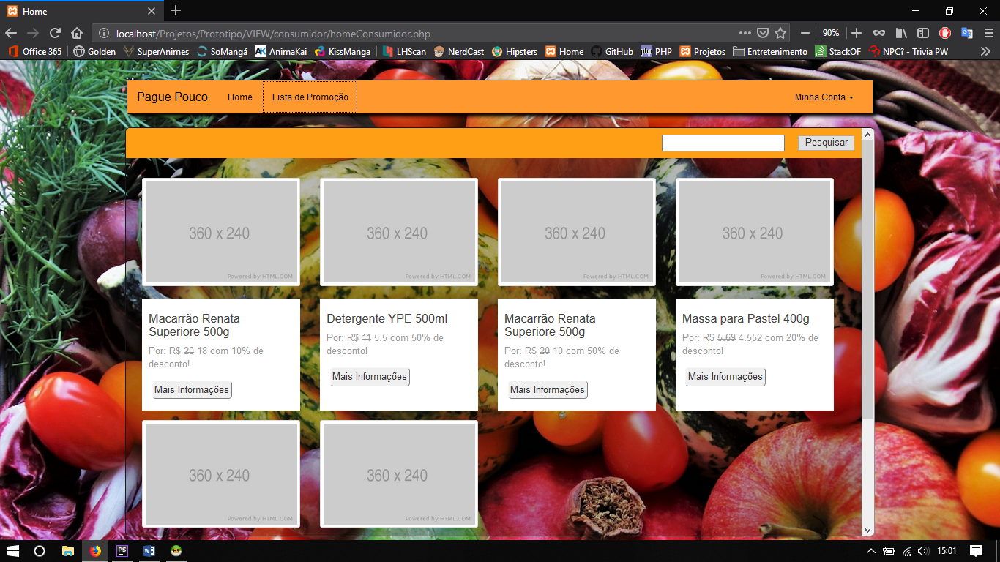 Home
localhost/Projetos/Prototipo/VIEW/consumidor/homeConsumidor.php
90%
Office 365 Golden SuperAnimes SoMangá AnimaKai KissManga LHScan NerdCast Hipsters Home GitHub PHP Projetos Entretenimento StackOF NPC? - Trivia PW
Pague Pouco Home Lista de Promoção Minha Conta
Pesquisar
360 x 240 360 x 240 360 x 240 360 x 240
Powered by HTML.COM Powered by HTML.COM Powered by HTML.COM Powered by HTML.COM
Macarrão Renata
Superiore 500g
Por: R$ 20 18 com 10% de
desconto!
Mais Informações
Detergente YPE 500ml
Por: R$ 11 5.5 com 50% de
desconto!
Mais Informações
Macarrão Renata
Superiore 500g
Por: R$ 20 10 com 50% de
desconto!
Mais Informações
Massa para Pastel 400g
Por: R$ 5.69 4.552 com 20% de
desconto!
Mais Informações
360 x 240 360 x 240
Powered by HTML.COM Powered by HTML.COM
15:01